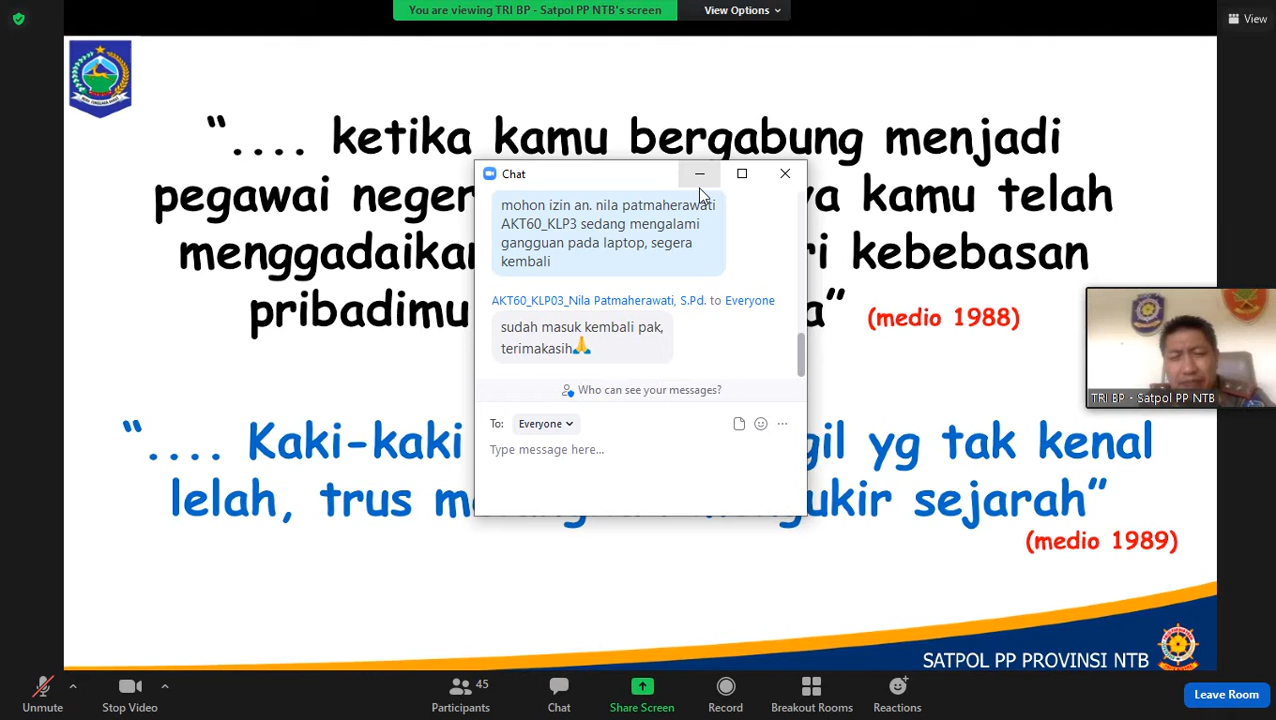 You are viewing TRI BP - Satpol PP NTB's screen
View Options
View
“.... ketika kamu bergabung menjadi
pegawai neger ya kamu telah
menggadaikan ri kebebasan
pribadimu a” (medio 1988)
Chat
mohon izin an. nila patmaherawati
AKT60_KLP3 sedang mengalami
gangguan pada laptop, segera
kembali
AKT60_KLP03_Nila Patmaherawati, S.Pd. to Everyone
sudah masuk kembali pak,
terimakasih🙏
Who can see your messages?
To: Everyone
Type message here...
TRI BP - Satpol PP NTB
“.... Kaki-kaki gil yg tak kenal
lelah, trus ukir sejarah”
(medio 1989)
SATPOL PP PROVINSI NTB
Unmute
Stop Video
45
Participants
Chat
Share Screen
Record
Breakout Rooms
Reactions
Leave Room